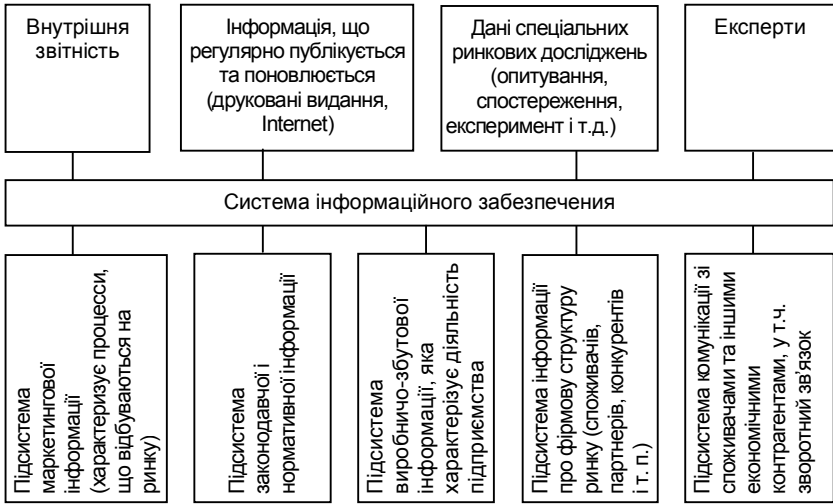 Внутрішня
звітність
Інформація, що
регулярно публікується
та поновлюється
(друковані видання,
Internet)
Дані спеціальних
ринкових досліджень
(опитування,
спостереження,
експеримент і т.д.)
Експерти
Система інформаційного забезпечення
Підсистема
маркетингової
інформації
(характеризує процесси,
що відбуваються на
ринку)
Підсистема
законодавчої і
нормативної інформації
Підсистема
виробничо-збутової
інформації, яка
характерізує діяльність
підприємства
Підсистема інформації
про фірмову структуру
ринку (споживачів,
партнерів, конкурентів
і т. п.)
Підсистема комунікації зі
споживачами та іншими
економічними
контрагентами, у т.ч.
зворотний зв’язок